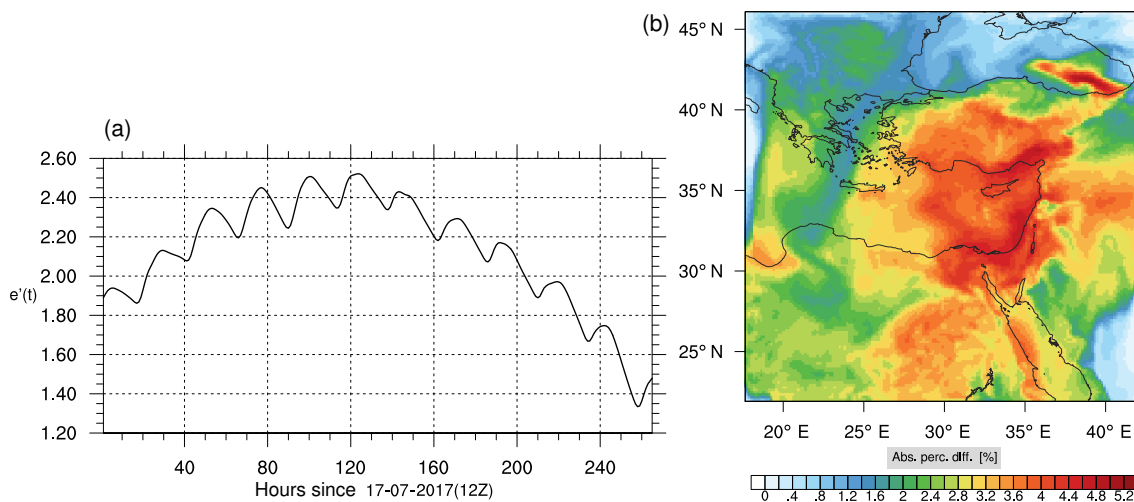 (a)
2.60
2.40
2.20
2.00
e'(t)
1.80
1.60
1.40
1.20
40 80 120 160 200 240
Hours since 17-07-2017(12Z)
(b)
45° N
40° N
35° N
30° N
25° N
20° E 25° E 30° E 35° E 40° E
Abs. perc. diff. [%]
0 .4 .8 1.2 1.6 2 2.4 2.8 3.2 3.6 4 4.4 4.8 5.2